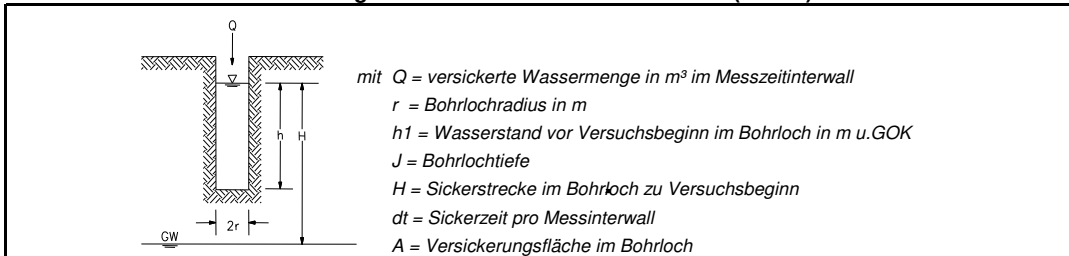 Q
mit Q = versickerte Wassermenge in m³ im Messzeitinterwall
r = Bohrlochradius in m
h1 = Wasserstand vor Versuchsbeginn im Bohrloch in m u.GOK
J = Bohrlochtiefe
H = Sickerstrecke im Bohrloch zu Versuchsbeginn
dt = Sickerzeit pro Messinterwall
A = Versickerungsfläche im Bohrloch
h
H
2r
GW